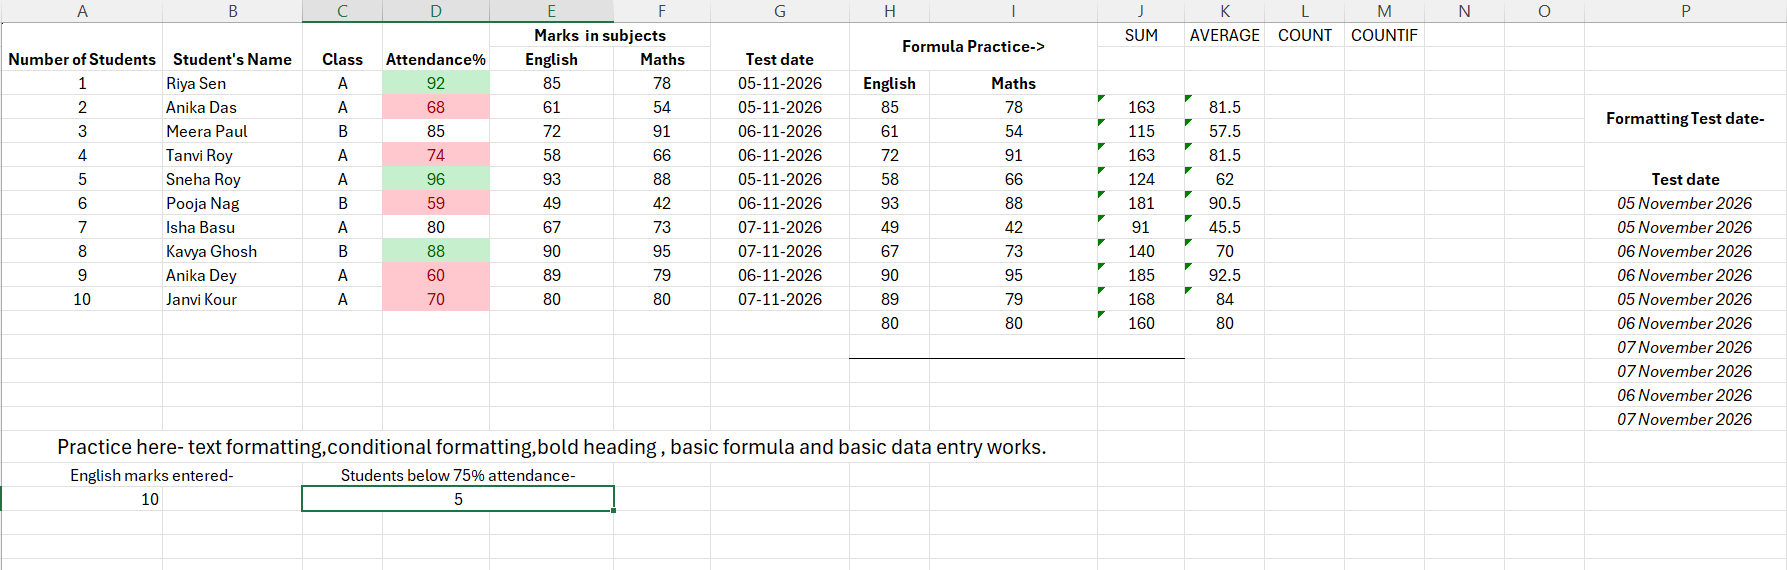 A B C D E F G H I J K L M N O P
Marks in subjects Formula Practice-> SUM AVERAGE COUNT COUNTIF
Number of Students Student's Name Class Attendance% English Maths Test date
1 Riya Sen A 92 85 78 05-11-2026 English Maths
2 Anika Das A 68 61 54 05-11-2026 85 78 163 81.5
Formatting Test date-
3 Meera Paul B 85 72 91 06-11-2026 61 54 115 57.5
4 Tanvi Roy A 74 58 66 06-11-2026 72 91 163 81.5
5 Sneha Roy A 96 93 88 05-11-2026 58 66 124 62 Test date
6 Pooja Nag B 59 49 42 06-11-2026 93 88 181 90.5 05 November 2026
7 Isha Basu A 80 67 73 07-11-2026 49 42 91 45.5 05 November 2026
8 Kavya Ghosh B 88 90 95 07-11-2026 67 73 140 70 06 November 2026
9 Anika Dey A 60 89 79 06-11-2026 90 95 185 92.5 06 November 2026
10 Janvi Kour A 70 80 80 07-11-2026 89 79 168 84 05 November 2026
80 80 160 80 06 November 2026
07 November 2026
07 November 2026
06 November 2026
07 November 2026
Practice here- text formatting,conditional formatting,bold heading , basic formula and basic data entry works.
English marks entered- Students below 75% attendance-
10 5